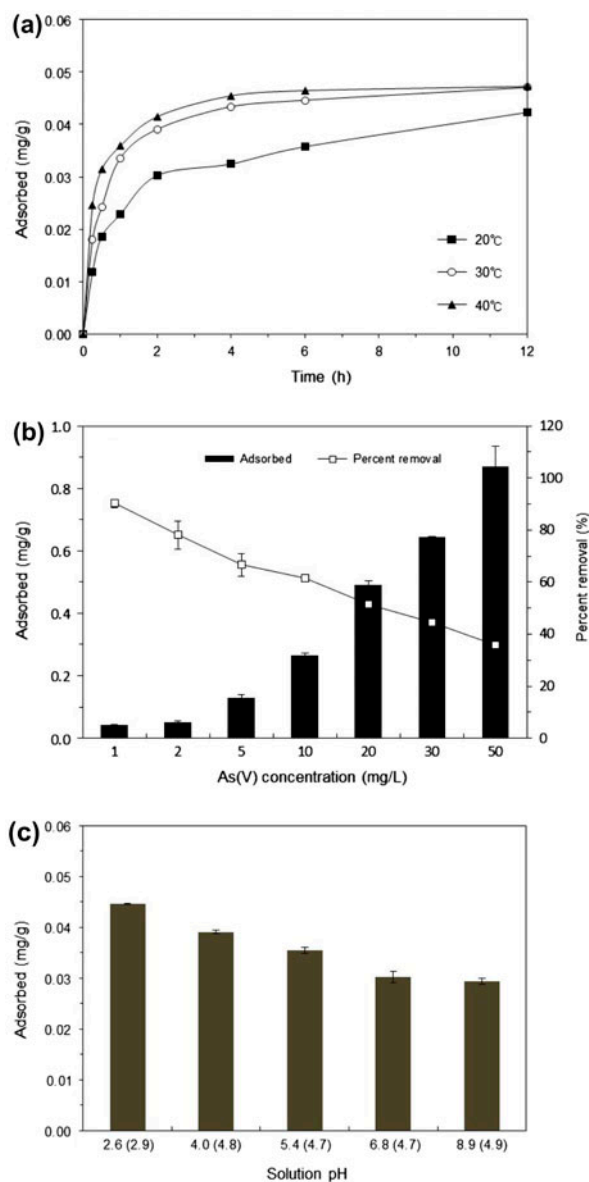 (a)
0.06
0.05
0.04
0.03
0.02
0.01
0.00
Adsorbed (mg/g)
20℃
30℃
40℃
0 2 4 6 8 10 12
Time (h)
(b)
1.0
0.8
0.6
0.4
0.2
0.0
Adsorbed (mg/g)
Adsorbed
Percent removal
120
100
80
60
40
20
0
Percent removal (%)
1 2 5 10 20 30 50
As(V) concentration (mg/L)
(c)
0.06
0.05
0.04
0.03
0.02
0.01
0.00
Adsorbed (mg/g)
2.6 (2.9) 4.0 (4.8) 5.4 (4.7) 6.8 (4.7) 8.9 (4.9)
Solution pH